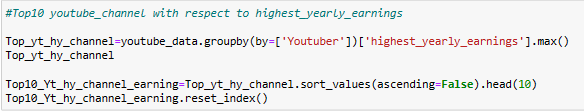 #Top10 youtube_channel with respect to highest_yearly_earnings
Top_yt_hy_channel=youtube_data.groupby(by=['Youtuber'])['highest_yearly_earnings'].max()
Top_yt_hy_channel
Top10_Yt_hy_channel_earning=Top_yt_hy_channel.sort_values(ascending=False).head(10)
Top10_Yt_hy_channel_earning.reset_index()